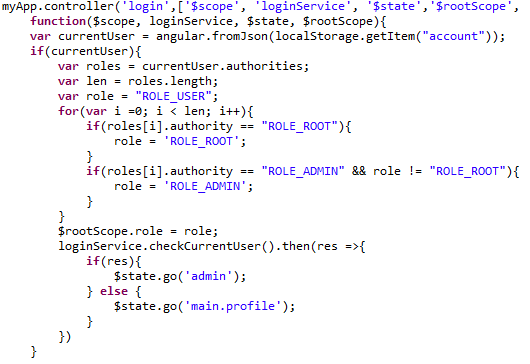 myApp.controller('login',['$scope', 'loginService', '$state','$rootScope',
    function($scope, loginService, $state, $rootScope){
    var currentUser = angular.fromJson(localStorage.getItem("account"));
    if(currentUser){
        var roles = currentUser.authorities;
        var len = roles.length;
        var role = "ROLE_USER";
        for(var i =0; i < len; i++){
            if(roles[i].authority == "ROLE_ROOT"){
                role = 'ROLE_ROOT';
            }
            if(roles[i].authority == "ROLE_ADMIN" && role != "ROLE_ROOT"){
                role = 'ROLE_ADMIN';
            }
        }
        $rootScope.role = role;
        loginService.checkCurrentUser().then(res =>{
            if(res){
                $state.go('admin');
            } else {
                $state.go('main.profile');
            }
        })
    }